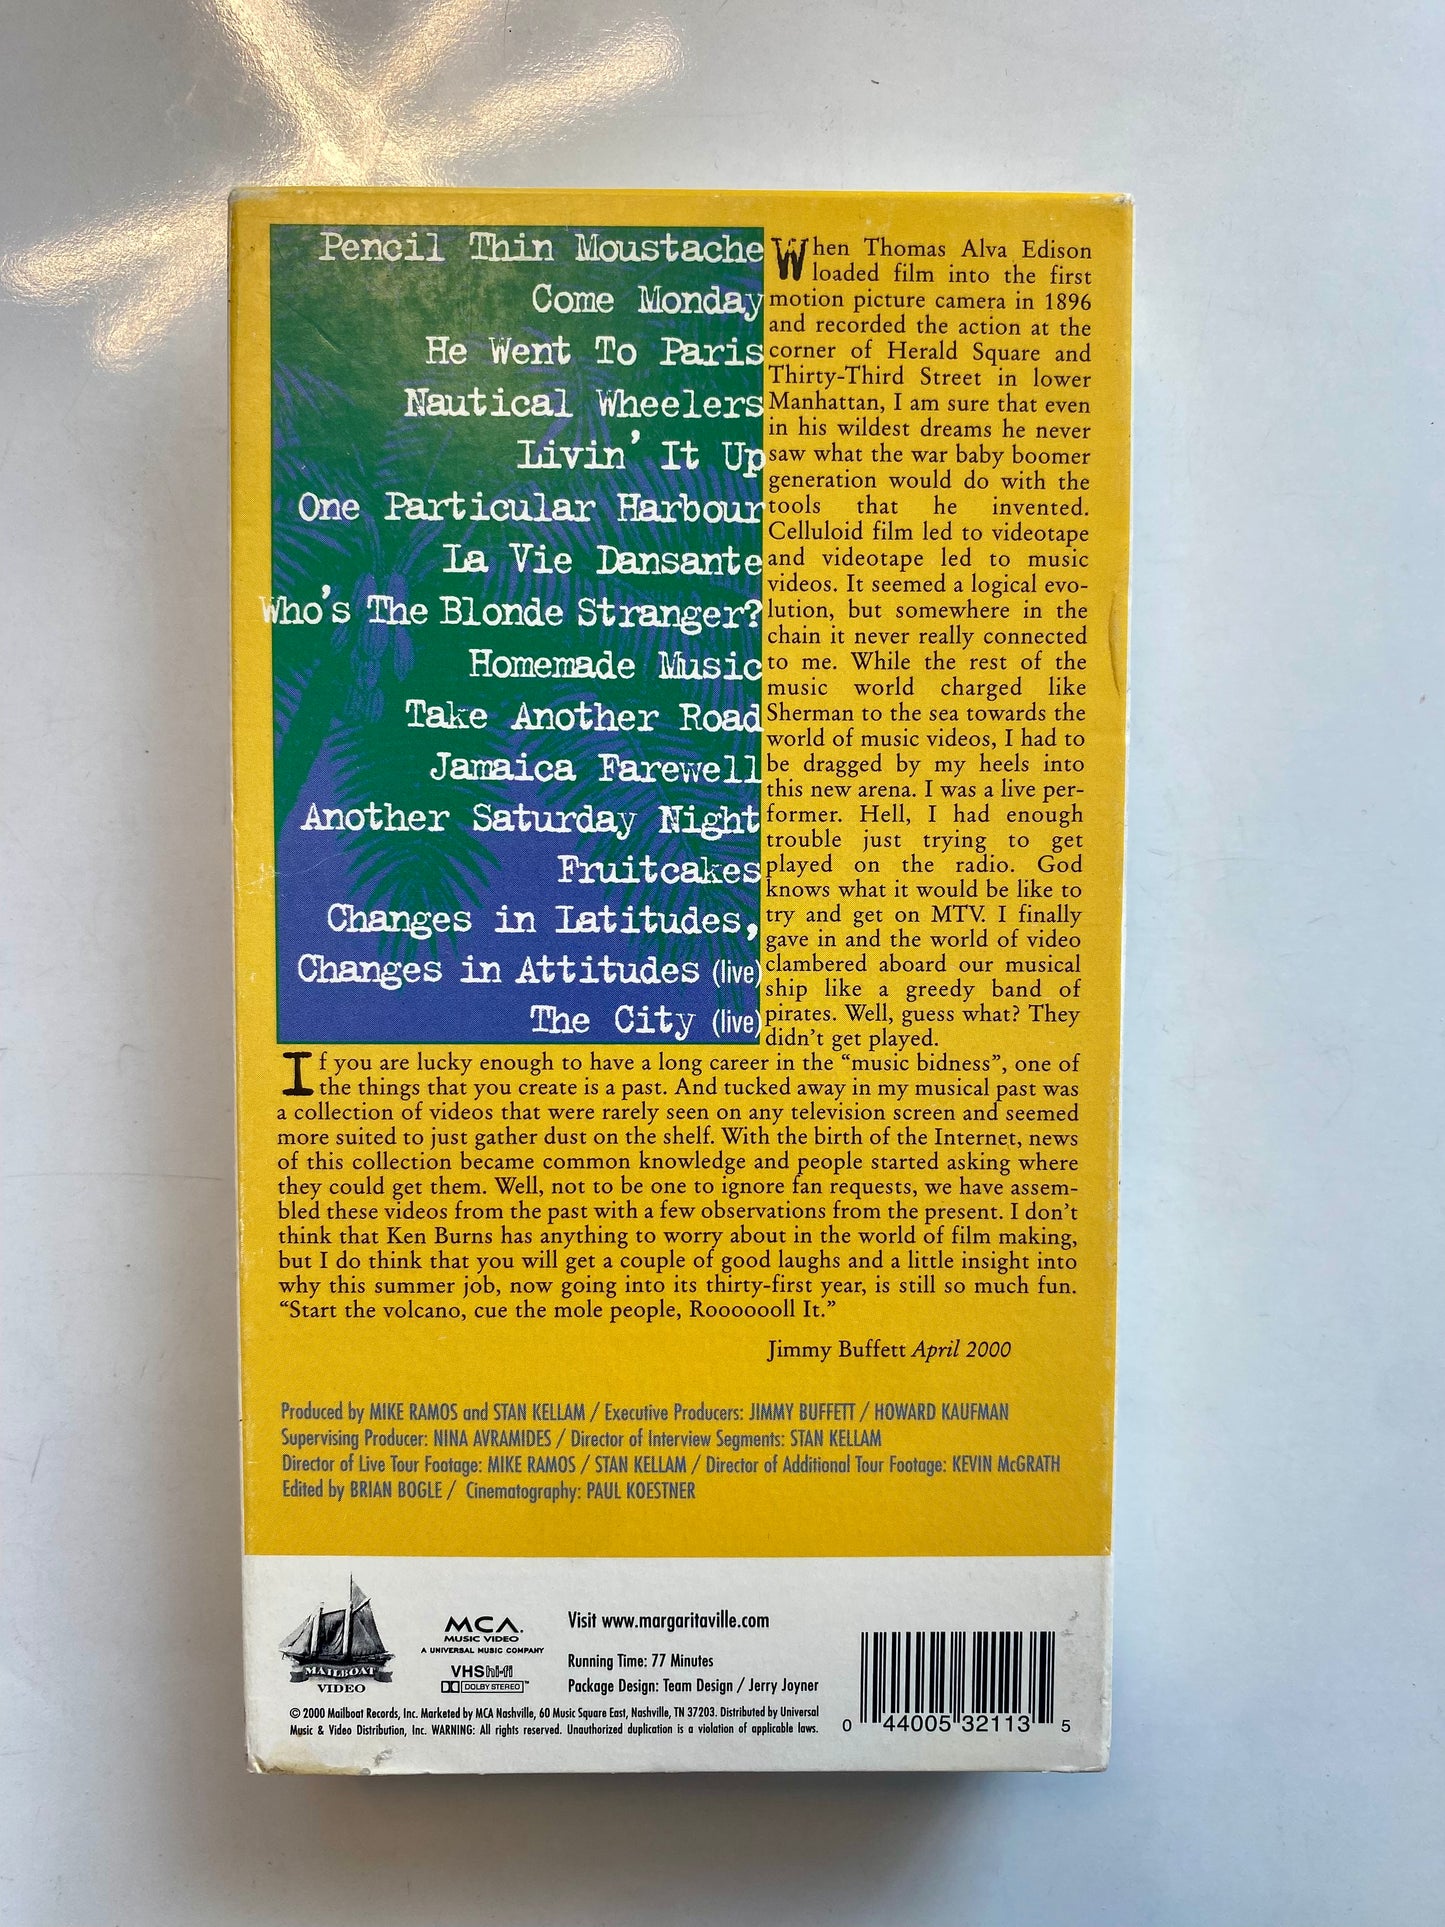 Pencil Thin Moustache
Come Monday
He Went To Paris
Nautical Wheelers
Livin' It Up
One Particular Harbour
La Vie Dansante
Who's The Blonde Stranger?
Homemade Music
Take Another Road
Jamaica Farewell
Another Saturday Night
Fruitcakes
Changes in Latitudes,
Changes in Attitudes (live)
The City (live)
When Thomas Alva Edison
loaded film into the first
motion picture camera in 1896
and recorded the action at the
corner of Herald Square and
Thirty-Third Street in lower
Manhattan, I am sure that even
in his wildest dreams he never
saw what the war baby boomer
generation would do with the
tools that he invented.
Celluloid film led to videotape
and videotape led to music
videos. It seemed a logical evo-
lution, but somewhere in the
chain it never really connected
to me. While the rest of the
music world charged like
Sherman to the sea towards the
world of music videos, I had to
be dragged by my heels into
this new arena. I was a live per-
former. Hell, I had enough
trouble just trying to get
played on the radio. God
knows what it would be like to
try and get on MTV. I finally
gave in and the world of video
clambered aboard our musical
ship like a greedy band of
pirates. Well, guess what? They
didn't get played.
If you are lucky enough to have a long career in the “music bidness”, one of
the things that you create is a past. And tucked away in my musical past was
a collection of videos that were rarely seen on any television screen and seemed
more suited to just gather dust on the shelf. With the birth of the Internet, news
of this collection became common knowledge and people started asking where
they could get them. Well, not to be one to ignore fan requests, we have assem-
bled these videos from the past with a few observations from the present. I don't
think that Ken Burns has anything to worry about in the world of film making,
but I do think that you will get a couple of good laughs and a little insight into
why this summer job, now going into its thirty-first year, is still so much fun.
“Start the volcano, cue the mole people, Rooooooll It.”
Jimmy Buffett April 2000
Produced by MIKE RAMOS and STAN KELLAM / Executive Producers: JIMMY BUFFETT / HOWARD KAUFMAN
Supervising Producer: NINA AVRAMIDES / Director of Interview Segments: STAN KELLAM
Director of Live Tour Footage: MIKE RAMOS / STAN KELLAM / Director of Additional Tour Footage: KEVIN McGRATH
Edited by BRIAN BOGLE / Cinematography: PAUL KOESTNER
MAILBOAT
VIDEO
MCA.
MUSIC VIDEO
A UNIVERSAL MUSIC COMPANY
VHS hi-fi
DOLBY STEREO™
Visit www.margaritaville.com
Running Time: 77 Minutes
Package Design: Team Design / Jerry Joyner
© 2000 Mailboat Records, Inc. Marketed by MCA Nashville, 60 Music Square East, Nashville, TN 37203. Distributed by Universal
Music & Video Distribution, Inc. WARNING: All rights reserved. Unauthorized duplication is a violation of applicable laws.
0 44005 32113 5